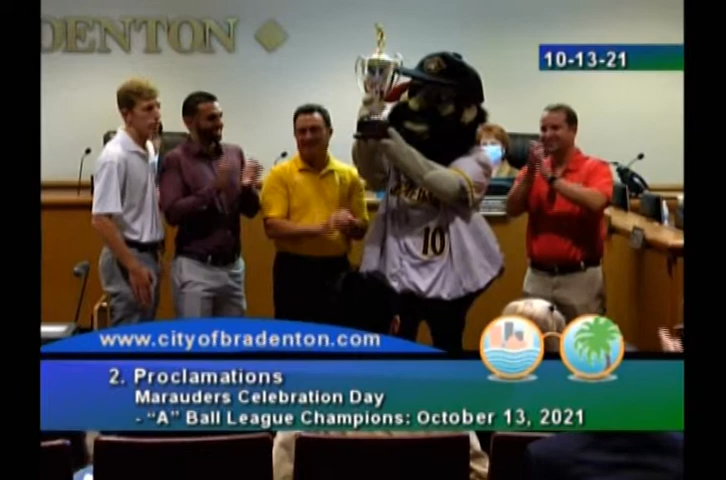 DENTON
10-13-21
10
www.cityofbradenton.com
2. Proclamations
Marauders Celebration Day
- “A” Ball League Champions: October 13, 2021